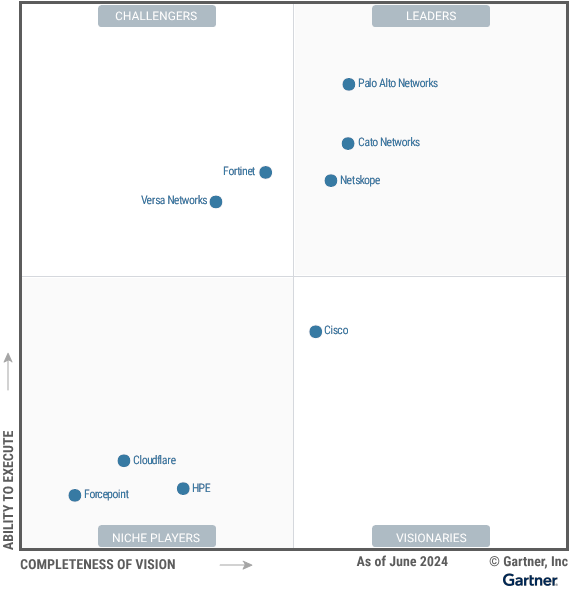 CHALLENGERS
LEADERS
Palo Alto Networks
Cato Networks
Fortinet
Netskope
Versa Networks
Cisco
Cloudflare
HPE
Forcepoint
ABILITY TO EXECUTE
NICHE PLAYERS
VISIONARIES
COMPLETENESS OF VISION
As of June 2024
© Gartner, Inc
Gartner